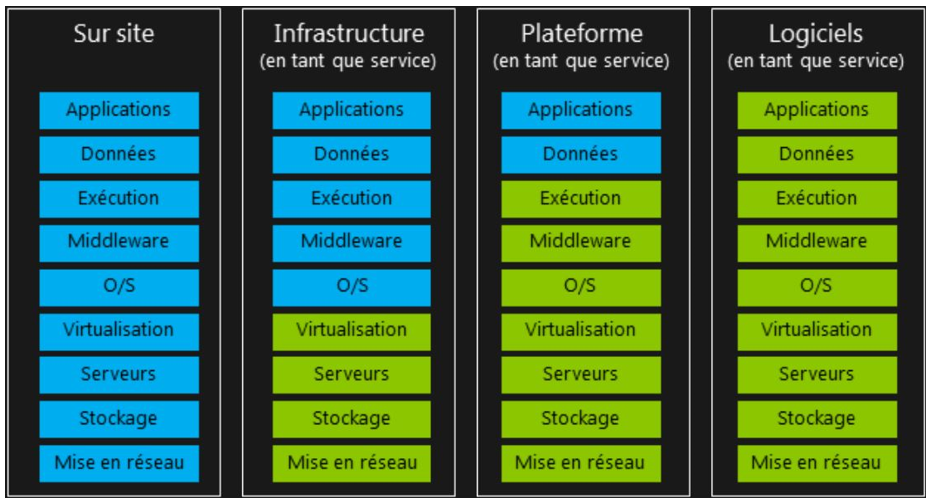 Sur site
Applications
Données
Exécution
Middleware
O/S
Virtualisation
Serveurs
Stockage
Mise en réseau
Infrastructure
(en tant que service)
Applications
Données
Exécution
Middleware
O/S
Virtualisation
Serveurs
Stockage
Mise en réseau
Plateforme
(en tant que service)
Applications
Données
Exécution
Middleware
O/S
Virtualisation
Serveurs
Stockage
Mise en réseau
Logiciels
(en tant que service)
Applications
Données
Exécution
Middleware
O/S
Virtualisation
Serveurs
Stockage
Mise en réseau